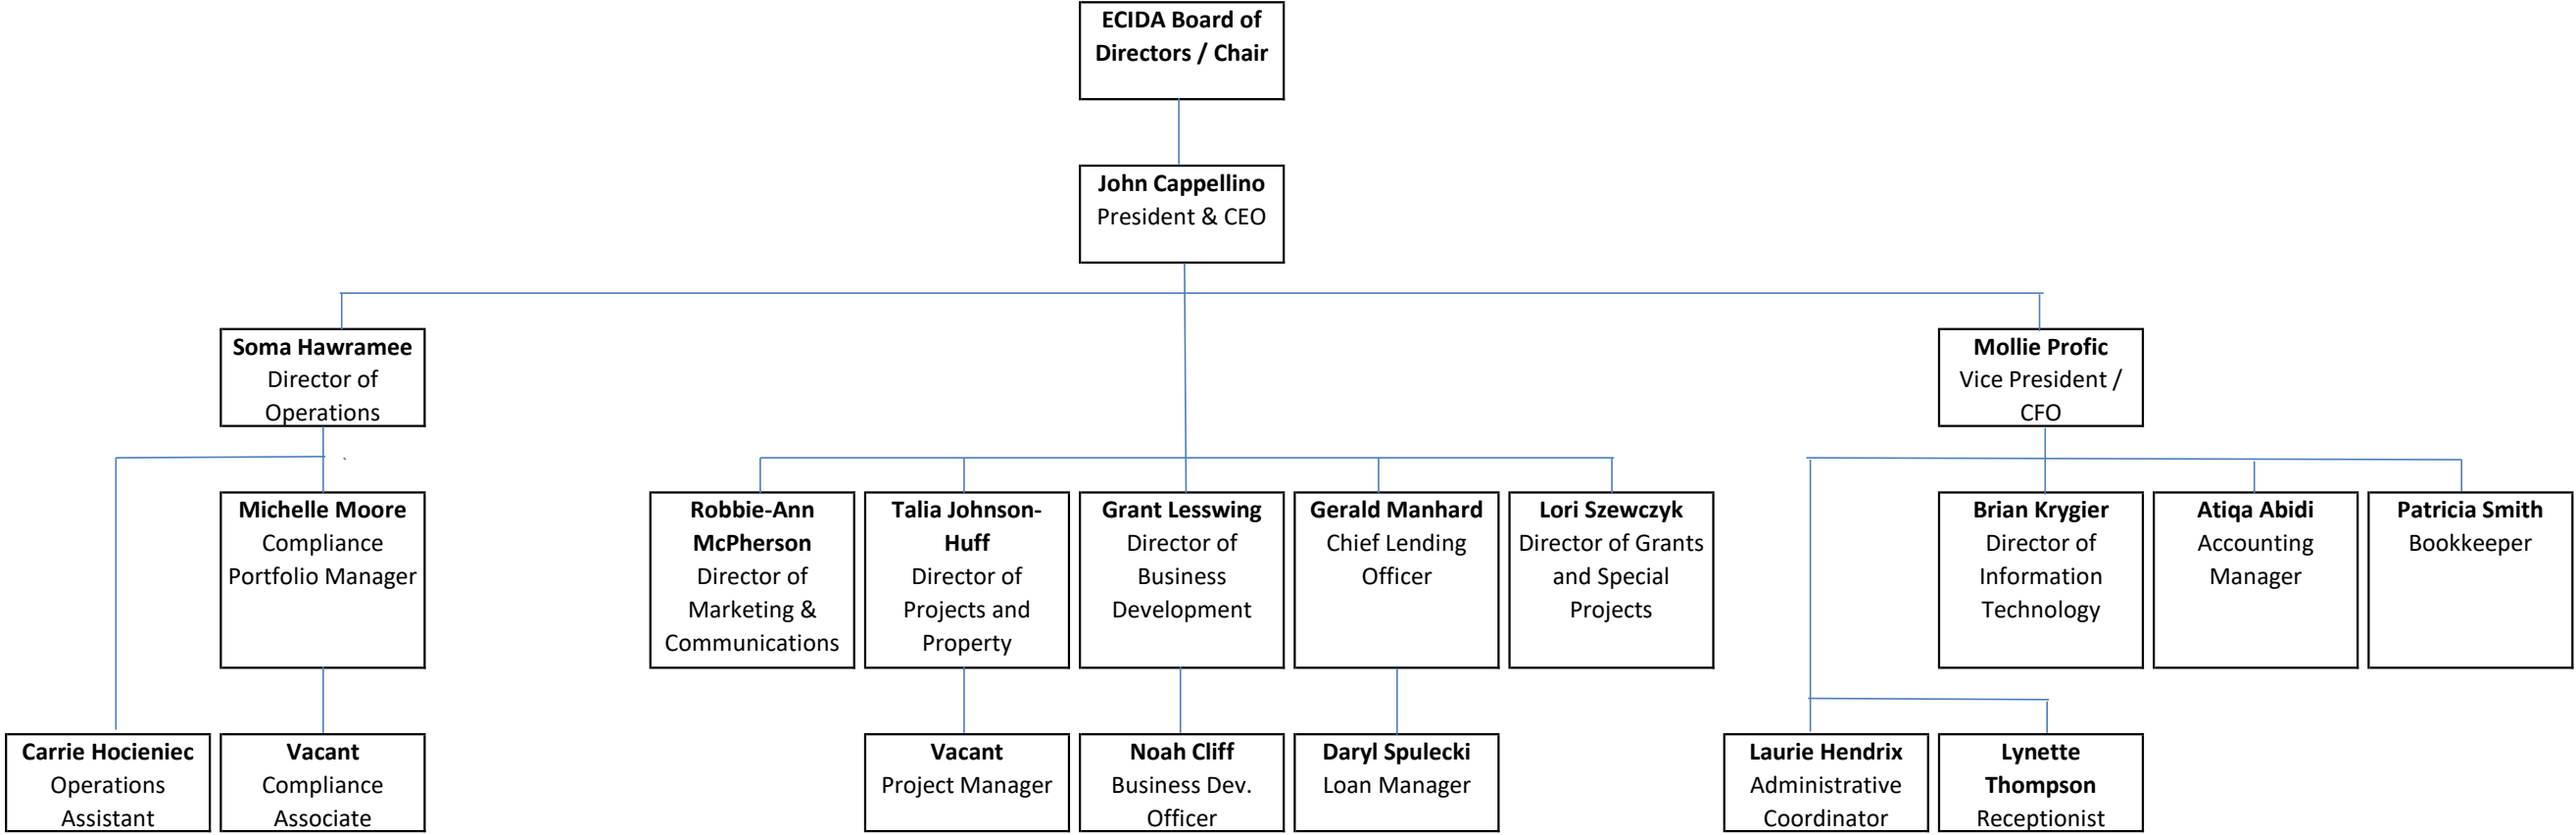 ECIDA Board of
Directors / Chair
John Cappellino
President & CEO
Soma Hawramee
Director of
Operations
Mollie Profic
Vice President /
CFO
Michelle Moore
Compliance
Portfolio Manager
Robbie-Ann
McPherson
Director of
Marketing &
Communications
Talia Johnson-
Huff
Director of
Projects and
Property
Grant Lesswing
Director of
Business
Development
Gerald Manhard
Chief Lending
Officer
Lori Szewczyk
Director of Grants
and Special
Projects
Brian Krygier
Director of
Information
Technology
Atiqa Abidi
Accounting
Manager
Patricia Smith
Bookkeeper
Carrie Hocieniec
Operations
Assistant
Vacant
Compliance
Associate
Vacant
Project Manager
Noah Cliff
Business Dev.
Officer
Daryl Spulecki
Loan Manager
Laurie Hendrix
Administrative
Coordinator
Lynette
Thompson
Receptionist